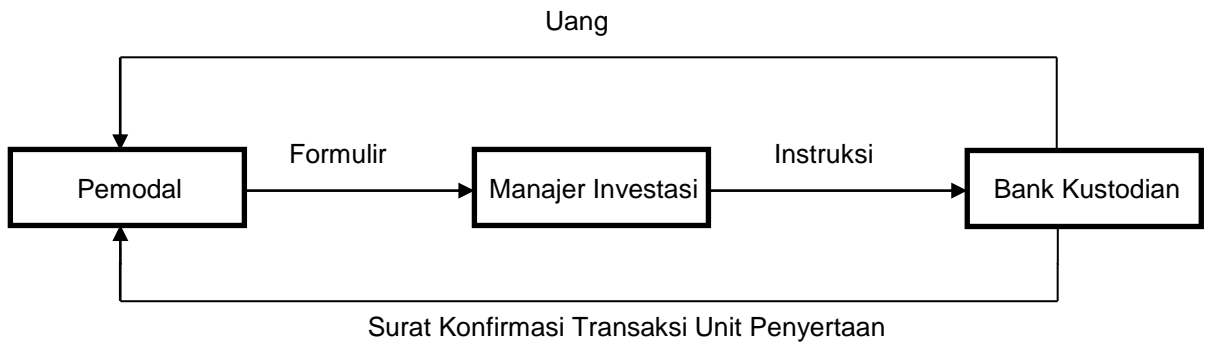 Uang
Formulir
Instruksi
Pemodal
Manajer Investasi
Bank Kustodian
Surat Konfirmasi Transaksi Unit Penyertaan